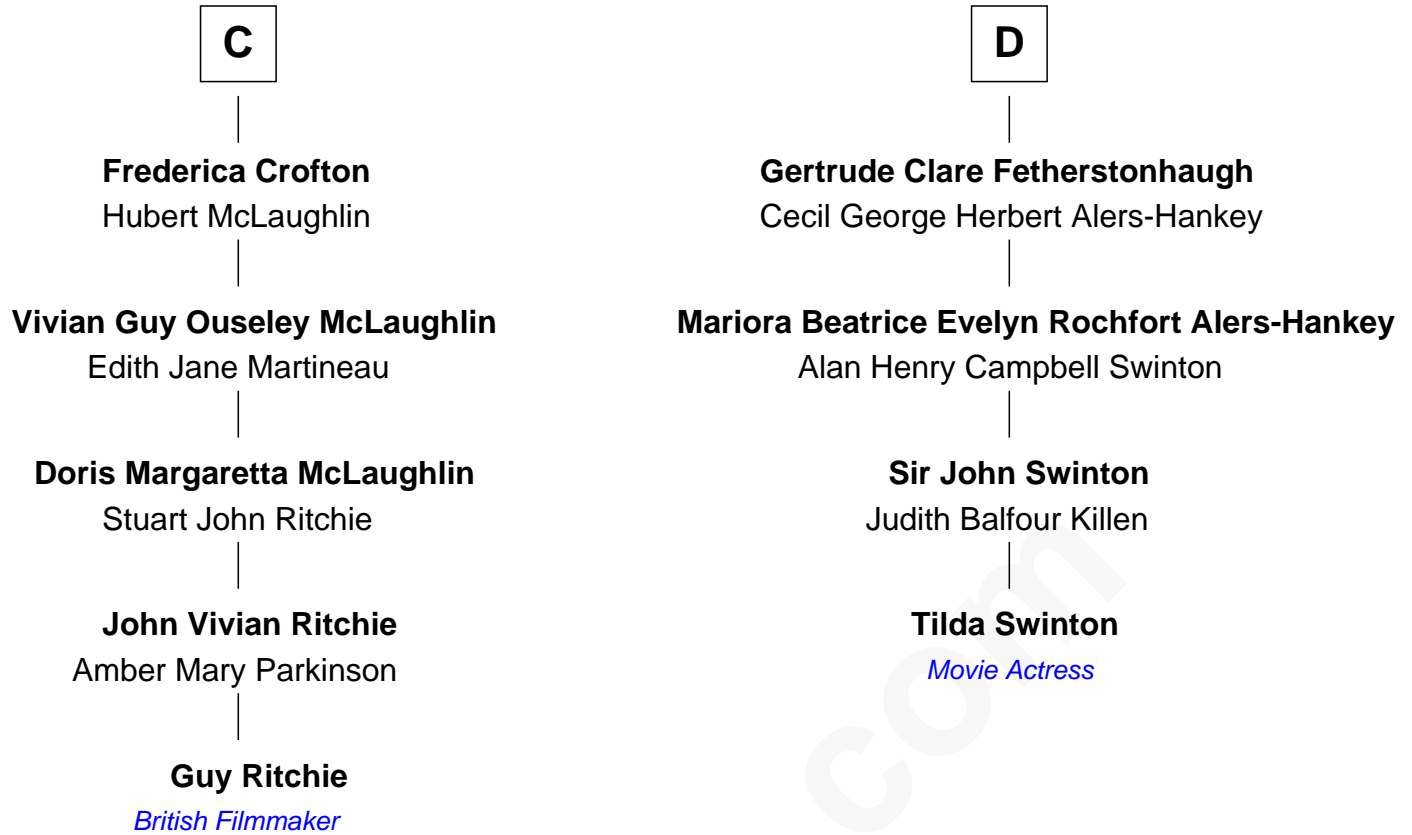 C
Frederica Crofton
Hubert McLaughlin
Vivian Guy Ouseley McLaughlin
Edith Jane Martineau
Doris Margaretta McLaughlin
Stuart John Ritchie
John Vivian Ritchie
Amber Mary Parkinson
Guy Ritchie
British Filmmaker
D
Gertrude Clare Fetherstonhaugh
Cecil George Herbert Alers-Hankey
Mariora Beatrice Evelyn Rochfort Alers-Hankey
Alan Henry Campbell Swinton
Sir John Swinton
Judith Balfour Killen
Tilda Swinton
Movie Actress
com